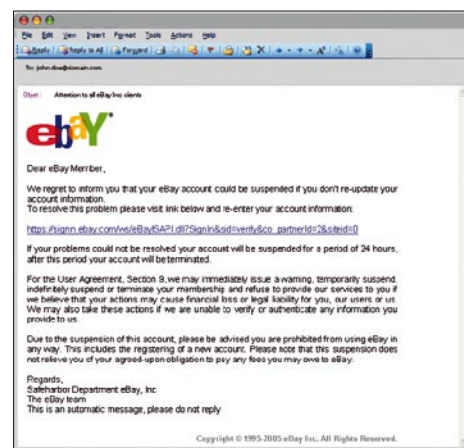 File Edit View Insert Format Tools Actions Help
Reply Reply to All Forward
To: john.doe@domain.com
Objet: Attention to all eBay Inc clients
ebaY
Dear eBay Member,
We regret to inform you that your eBay account could be suspended if you don't re-update your
account information.
To resolve this problem please visit link below and re-enter your account information:
https://signn.ebay.com/ws/eBayISAPI.dll?SignIn&sid=verify&co_partnerId=2&siteid=0
If your problems could not be resolved your account will be suspended for a period of 24 hours,
after this period your account will be terminated.
For the User Agreement, Section 9, we may immediately issue a warning, temporarily suspend,
indefinitely suspend or terminate your membership and refuse to provide our services to you if
we believe that your actions may cause financial loss or legal liability for you, our users or us.
We may also take these actions if we are unable to verify or authenticate any information you
provide to us.
Due to the suspension of this account, please be advised you are prohibited from using eBay in
any way. This includes the registering of a new account. Please note that this suspension does
not relieve you of your agreed-upon obligation to pay any fees you may owe to eBay.
Regards,
Safeharbor Department eBay, Inc
The eBay team
This is an automatic message, please do not reply
Copyright © 1995-2005 eBay Inc. All Rights Reserved.